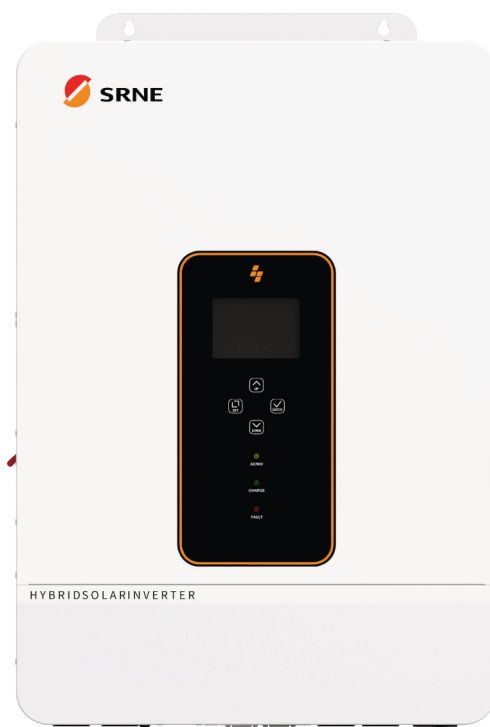 SRNE
UP
SET
ENTER
DOWN
AC/INV
CHARGE
FAULT
HYBRIDSOLARINVERTER